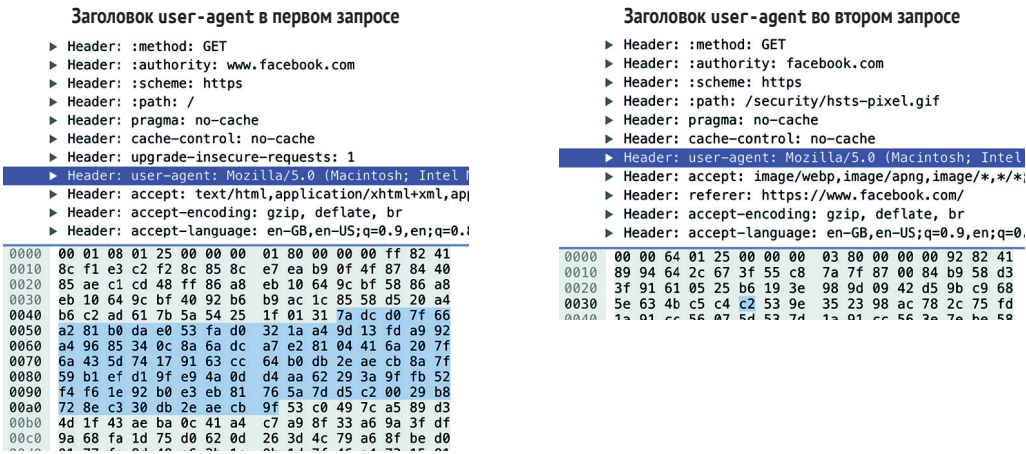 Заголовок user-agent в первом запросе
Header: :method: GET
Header: :authority: www.facebook.com
Header: :scheme: https
Header: :path: /
Header: pragma: no-cache
Header: cache-control: no-cache
Header: upgrade-insecure-requests: 1
Header: user-agent: Mozilla/5.0 (Macintosh; Intel
Header: accept: text/html,application/xhtml+xml,ap
Header: accept-encoding: gzip, deflate, br
Header: accept-language: en-GB,en-US;q=0.9,en;q=0.8
0000 00 01 08 01 25 00 00 00 01 80 00 00 00 ff 82 41
0010 8c f1 e3 c2 f2 8c 85 8c e7 ea b9 0f 4f 87 84 40
0020 85 ae c1 cd 48 ff 86 a8 eb 10 64 9c bf 58 86 a8
0030 eb 10 64 9c bf 40 92 b6 b9 ac 1c 85 58 d5 20 a4
0040 b6 c2 ad 61 7b 5a 54 25 1f 01 31 7a dc d0 7f 66
0050 a2 81 b0 da e0 53 fa d0 32 1a a4 9d 13 fd a9 92
0060 a4 96 85 34 0c 8a 6a dc a7 e2 81 04 41 6a 20 7f
0070 6a 43 5d 74 17 91 63 cc 64 b0 db 2e ae cb 8a 7f
0080 59 b1 ef d1 9f e9 4a 0d d4 aa 62 29 3a 9f fb 52
0090 f4 f6 1e 92 b0 e3 eb 81 76 5a 7d d5 c2 00 29 b8
00a0 72 8e c3 30 db 2e ae cb 9f 53 c0 49 7c a5 89 d3
00b0 4d 1f 43 ae ba 0c 41 a4 c7 a9 8f 33 a6 9a 3f df
00c0 9a 68 fa 1d 75 d0 62 0d 26 3d 4c 79 a6 8f be d0
Заголовок user-agent во втором запросе
Header: :method: GET
Header: :authority: facebook.com
Header: :scheme: https
Header: :path: /security/hsts-pixel.gif
Header: pragma: no-cache
Header: cache-control: no-cache
Header: user-agent: Mozilla/5.0 (Macintosh; Intel
Header: accept: image/webp,image/apng,image/*,*/*;
Header: referer: https://www.facebook.com/
Header: accept-encoding: gzip, deflate, br
Header: accept-language: en-GB,en-US;q=0.9,en;q=0.
0000 00 00 64 01 25 00 00 00 03 80 00 00 00 92 82 41
0010 89 94 64 2c 67 3f 55 c8 7a 7f 87 00 84 b9 58 d3
0020 3f 91 61 05 25 b6 19 3e 98 9d 09 42 d5 9b c9 68
0030 5e 63 4b c5 c4 c2 53 9e 35 23 98 ac 78 2c 75 fd
0040 1a 91 cc 56 07 5d 53 7d 1a 91 cc 56 3e 7e be 58